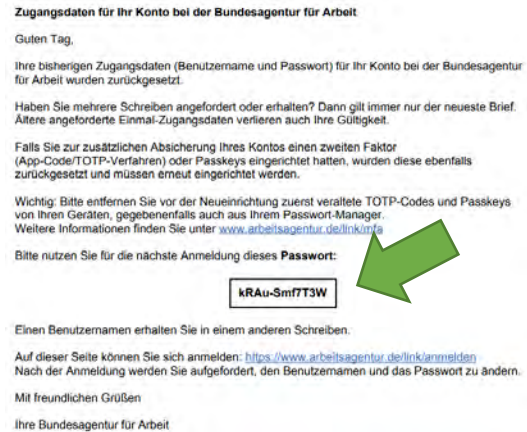 Zugangsdaten für Ihr Konto bei der Bundesagentur für Arbeit
Guten Tag,
Ihre bisherigen Zugangsdaten (Benutzername und Passwort) für Ihr Konto bei der Bundesagentur
für Arbeit wurden zurückgesetzt.
Haben Sie mehrere Schreiben angefordert oder erhalten? Dann gilt immer nur der neueste Brief.
Ältere angeforderte Einmal-Zugangsdaten verlieren auch Ihre Gültigkeit.
Falls Sie zur zusätzlichen Absicherung Ihres Kontos einen zweiten Faktor
(App-Code/TOTP-Verfahren) oder Passkeys eingerichtet hatten, wurden diese ebenfalls
zurückgesetzt und müssen erneut eingerichtet werden.
Wichtig: Bitte entfernen Sie vor der Neueinrichtung zuerst veraltete TOTP-Codes und Passkeys
von Ihren Geräten, gegebenenfalls auch aus Ihrem Passwort-Manager.
Weitere Informationen finden Sie unter www.arbeitsagentur.de/link/mfa
Bitte nutzen Sie für die nächste Anmeldung dieses Passwort:
kRAu-Smf7T3W
Einen Benutzernamen erhalten Sie in einem anderen Schreiben.
Auf dieser Seite können Sie sich anmelden: https://www.arbeitsagentur.de/link/anmelden
Nach der Anmeldung werden Sie aufgefordert, den Benutzernamen und das Passwort zu ändern.
Mit freundlichen Grüßen
Ihre Bundesagentur für Arbeit